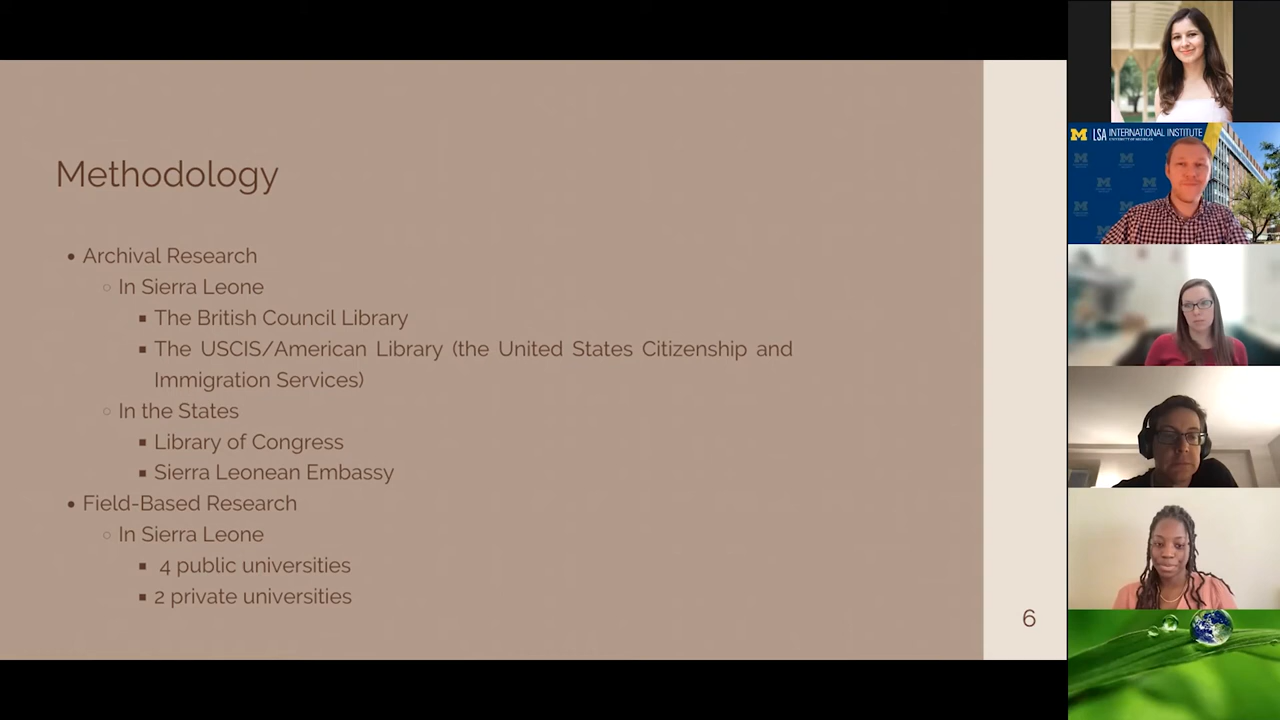 Methodology
• Archival Research
○ In Sierra Leone
▪ The British Council Library
▪ The USCIS/American Library (the United States Citizenship and
Immigration Services)
○ In the States
▪ Library of Congress
▪ Sierra Leonean Embassy
• Field-Based Research
○ In Sierra Leone
▪ 4 public universities
▪ 2 private universities
6
M LSA INTERNATIONAL INSTITUTE
UNIVERSITY OF MICHIGAN